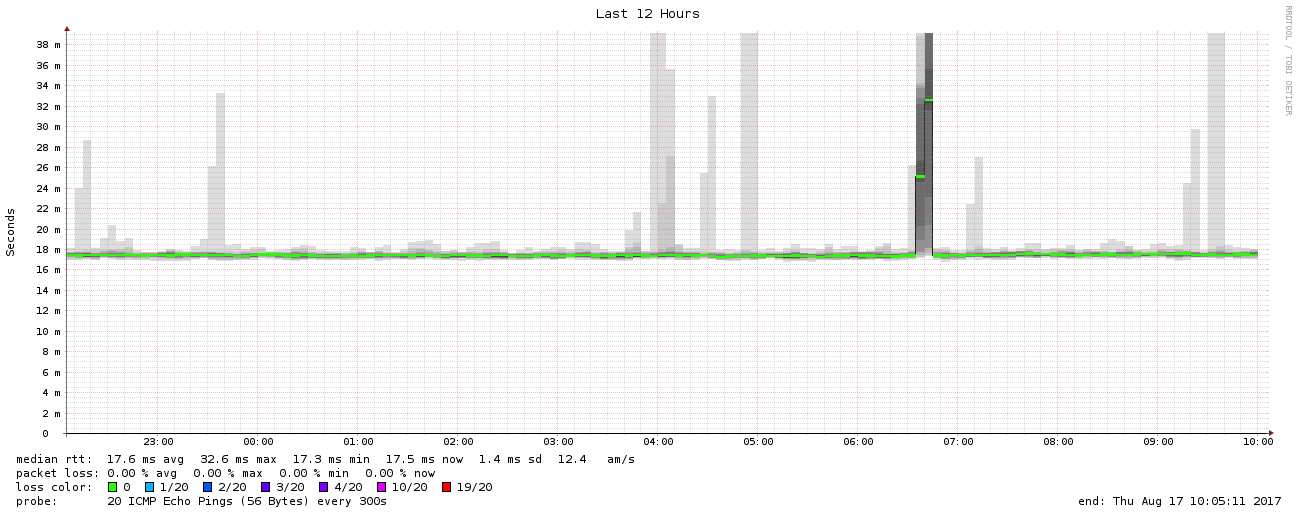 Last 12 Hours
RRDTOOL / TOBI OETIKER
Seconds
38 m
36 m
34 m
32 m
30 m
28 m
26 m
24 m
22 m
20 m
18 m
16 m
14 m
12 m
10 m
8 m
6 m
4 m
2 m
0
23:00 00:00 01:00 02:00 03:00 04:00 05:00 06:00 07:00 08:00 09:00 10:00
median rtt: 17.6 ms avg 32.6 ms max 17.3 ms min 17.5 ms now 1.4 ms sd 12.4 am/s
packet loss: 0.00 % avg 0.00 % max 0.00 % min 0.00 % now
loss color: 0 1/20 2/20 3/20 4/20 10/20 19/20
probe: 20 ICMP Echo Pings (56 Bytes) every 300s end: Thu Aug 17 10:05:11 2017